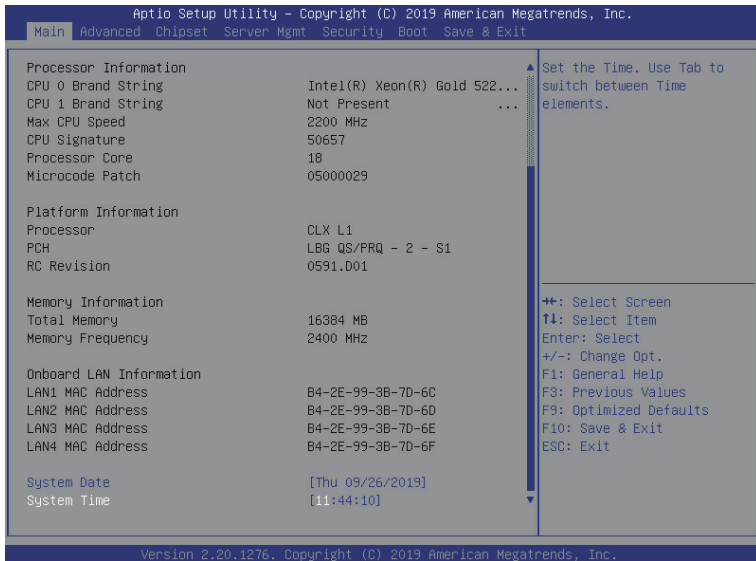 Aptio Setup Utility – Copyright (C) 2019 American Megatrends, Inc.
Main Advanced Chipset Server Mgmt Security Boot Save & Exit
Processor Information
CPU 0 Brand String Intel(R) Xeon(R) Gold 522...
CPU 1 Brand String Not Present ...
Max CPU Speed 2200 MHz
CPU Signature 50657
Processor Core 18
Microcode Patch 05000029
Platform Information
Processor CLX L1
PCH LBG QS/PRQ - 2 - S1
RC Revision 0591.D01
Memory Information
Total Memory 16384 MB
Memory Frequency 2400 MHz
Onboard LAN Information
LAN1 MAC Address B4-2E-99-3B-7D-6C
LAN2 MAC Address B4-2E-99-3B-7D-6D
LAN3 MAC Address B4-2E-99-3B-7D-6E
LAN4 MAC Address B4-2E-99-3B-7D-6F
System Date [Thu 09/26/2019]
System Time [11:44:10]
Set the Time. Use Tab to
switch between Time
elements.
→←: Select Screen
↑↓: Select Item
Enter: Select
+/-: Change Opt.
F1: General Help
F3: Previous Values
F9: Optimized Defaults
F10: Save & Exit
ESC: Exit
Version 2.20.1276. Copyright (C) 2019 American Megatrends, Inc.